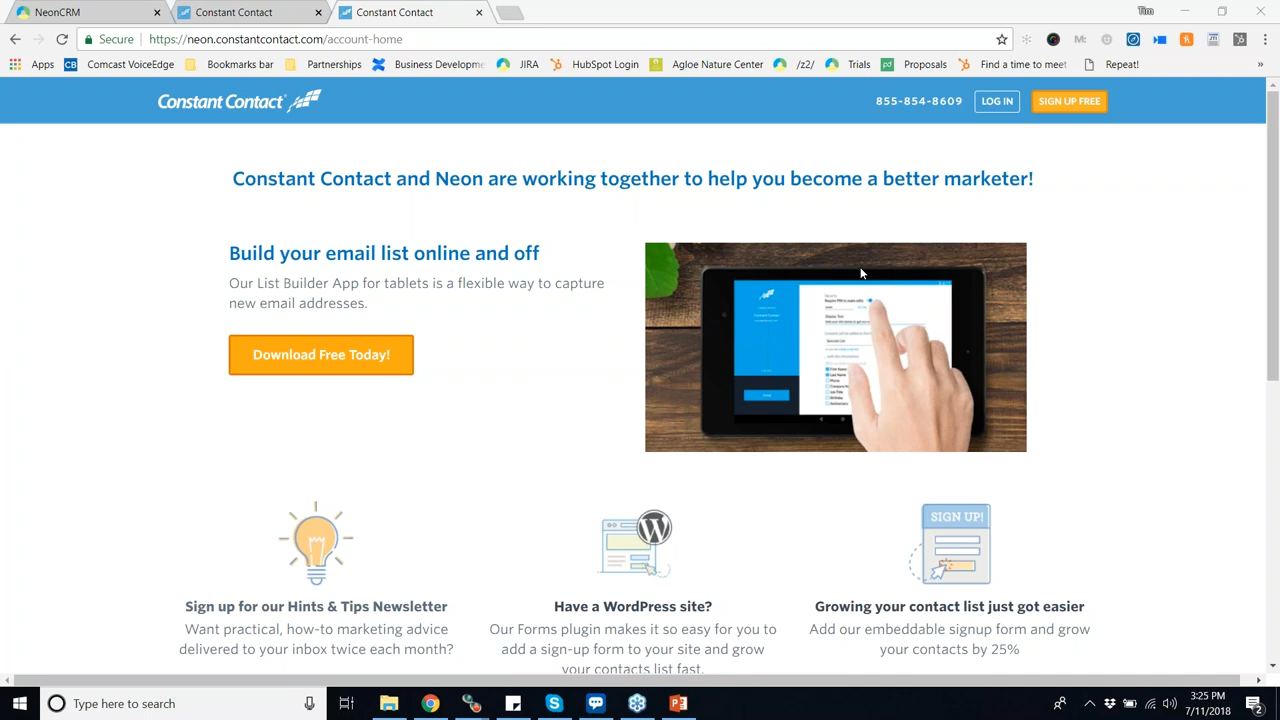 NeonCRM
Constant Contact
Constant Contact
Tim
Secure
https://neon.constantcontact.com/account-home
Apps
Comcast VoiceEdge
Bookmarks bar
Partnerships
Business Developme
JIRA
HubSpot Login
Agloe Nature Center
/z2/
Trials
Proposals
Find a time to meet
Repeat!
Constant Contact
855-854-8609
LOG IN
SIGN UP FREE
Constant Contact and Neon are working together to help you become a better marketer!
Build your email list online and off
Our List Builder App for tablets is a flexible way to capture
new email addresses.
Download Free Today!
SIGN UP!
Sign up for our Hints & Tips Newsletter
Want practical, how-to marketing advice
delivered to your inbox twice each month?
Have a WordPress site?
Our Forms plugin makes it so easy for you to
add a sign-up form to your site and grow
your contacts list fast.
Growing your contact list just got easier
Add our embeddable signup form and grow
your contacts by 25%
Type here to search
3:25 PM
7/11/2018